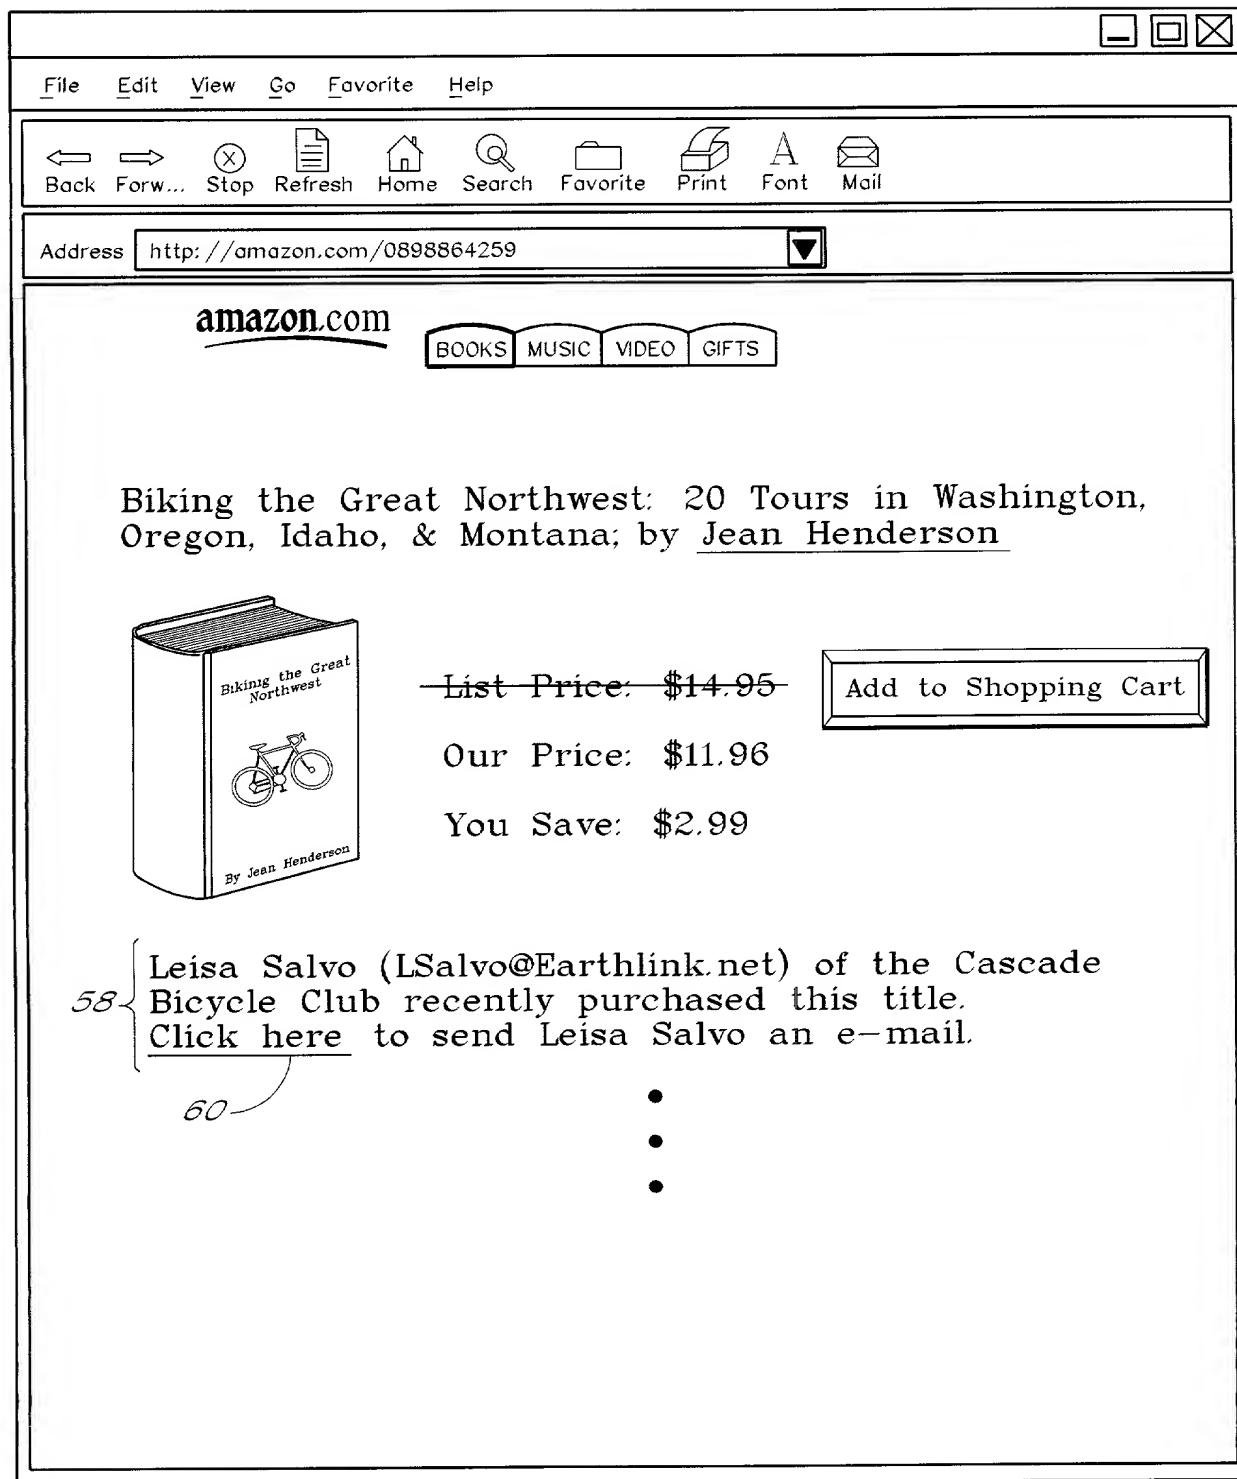 File Edit View Go Favorite Help
Back Forw... Stop Refresh Home Search Favorite Print Font Mail
Address http://amazon.com/0898864259
amazon.com
BOOKS MUSIC VIDEO GIFTS
Biking the Great Northwest: 20 Tours in Washington,
Oregon, Idaho, & Montana; by Jean Henderson
Biking the Great
Northwest
By Jean Henderson
List Price: $14.95
Add to Shopping Cart
Our Price: $11.96
You Save: $2.99
58
Leisa Salvo (LSalvo@Earthlink.net) of the Cascade
Bicycle Club recently purchased this title.
Click here to send Leisa Salvo an e-mail.
60